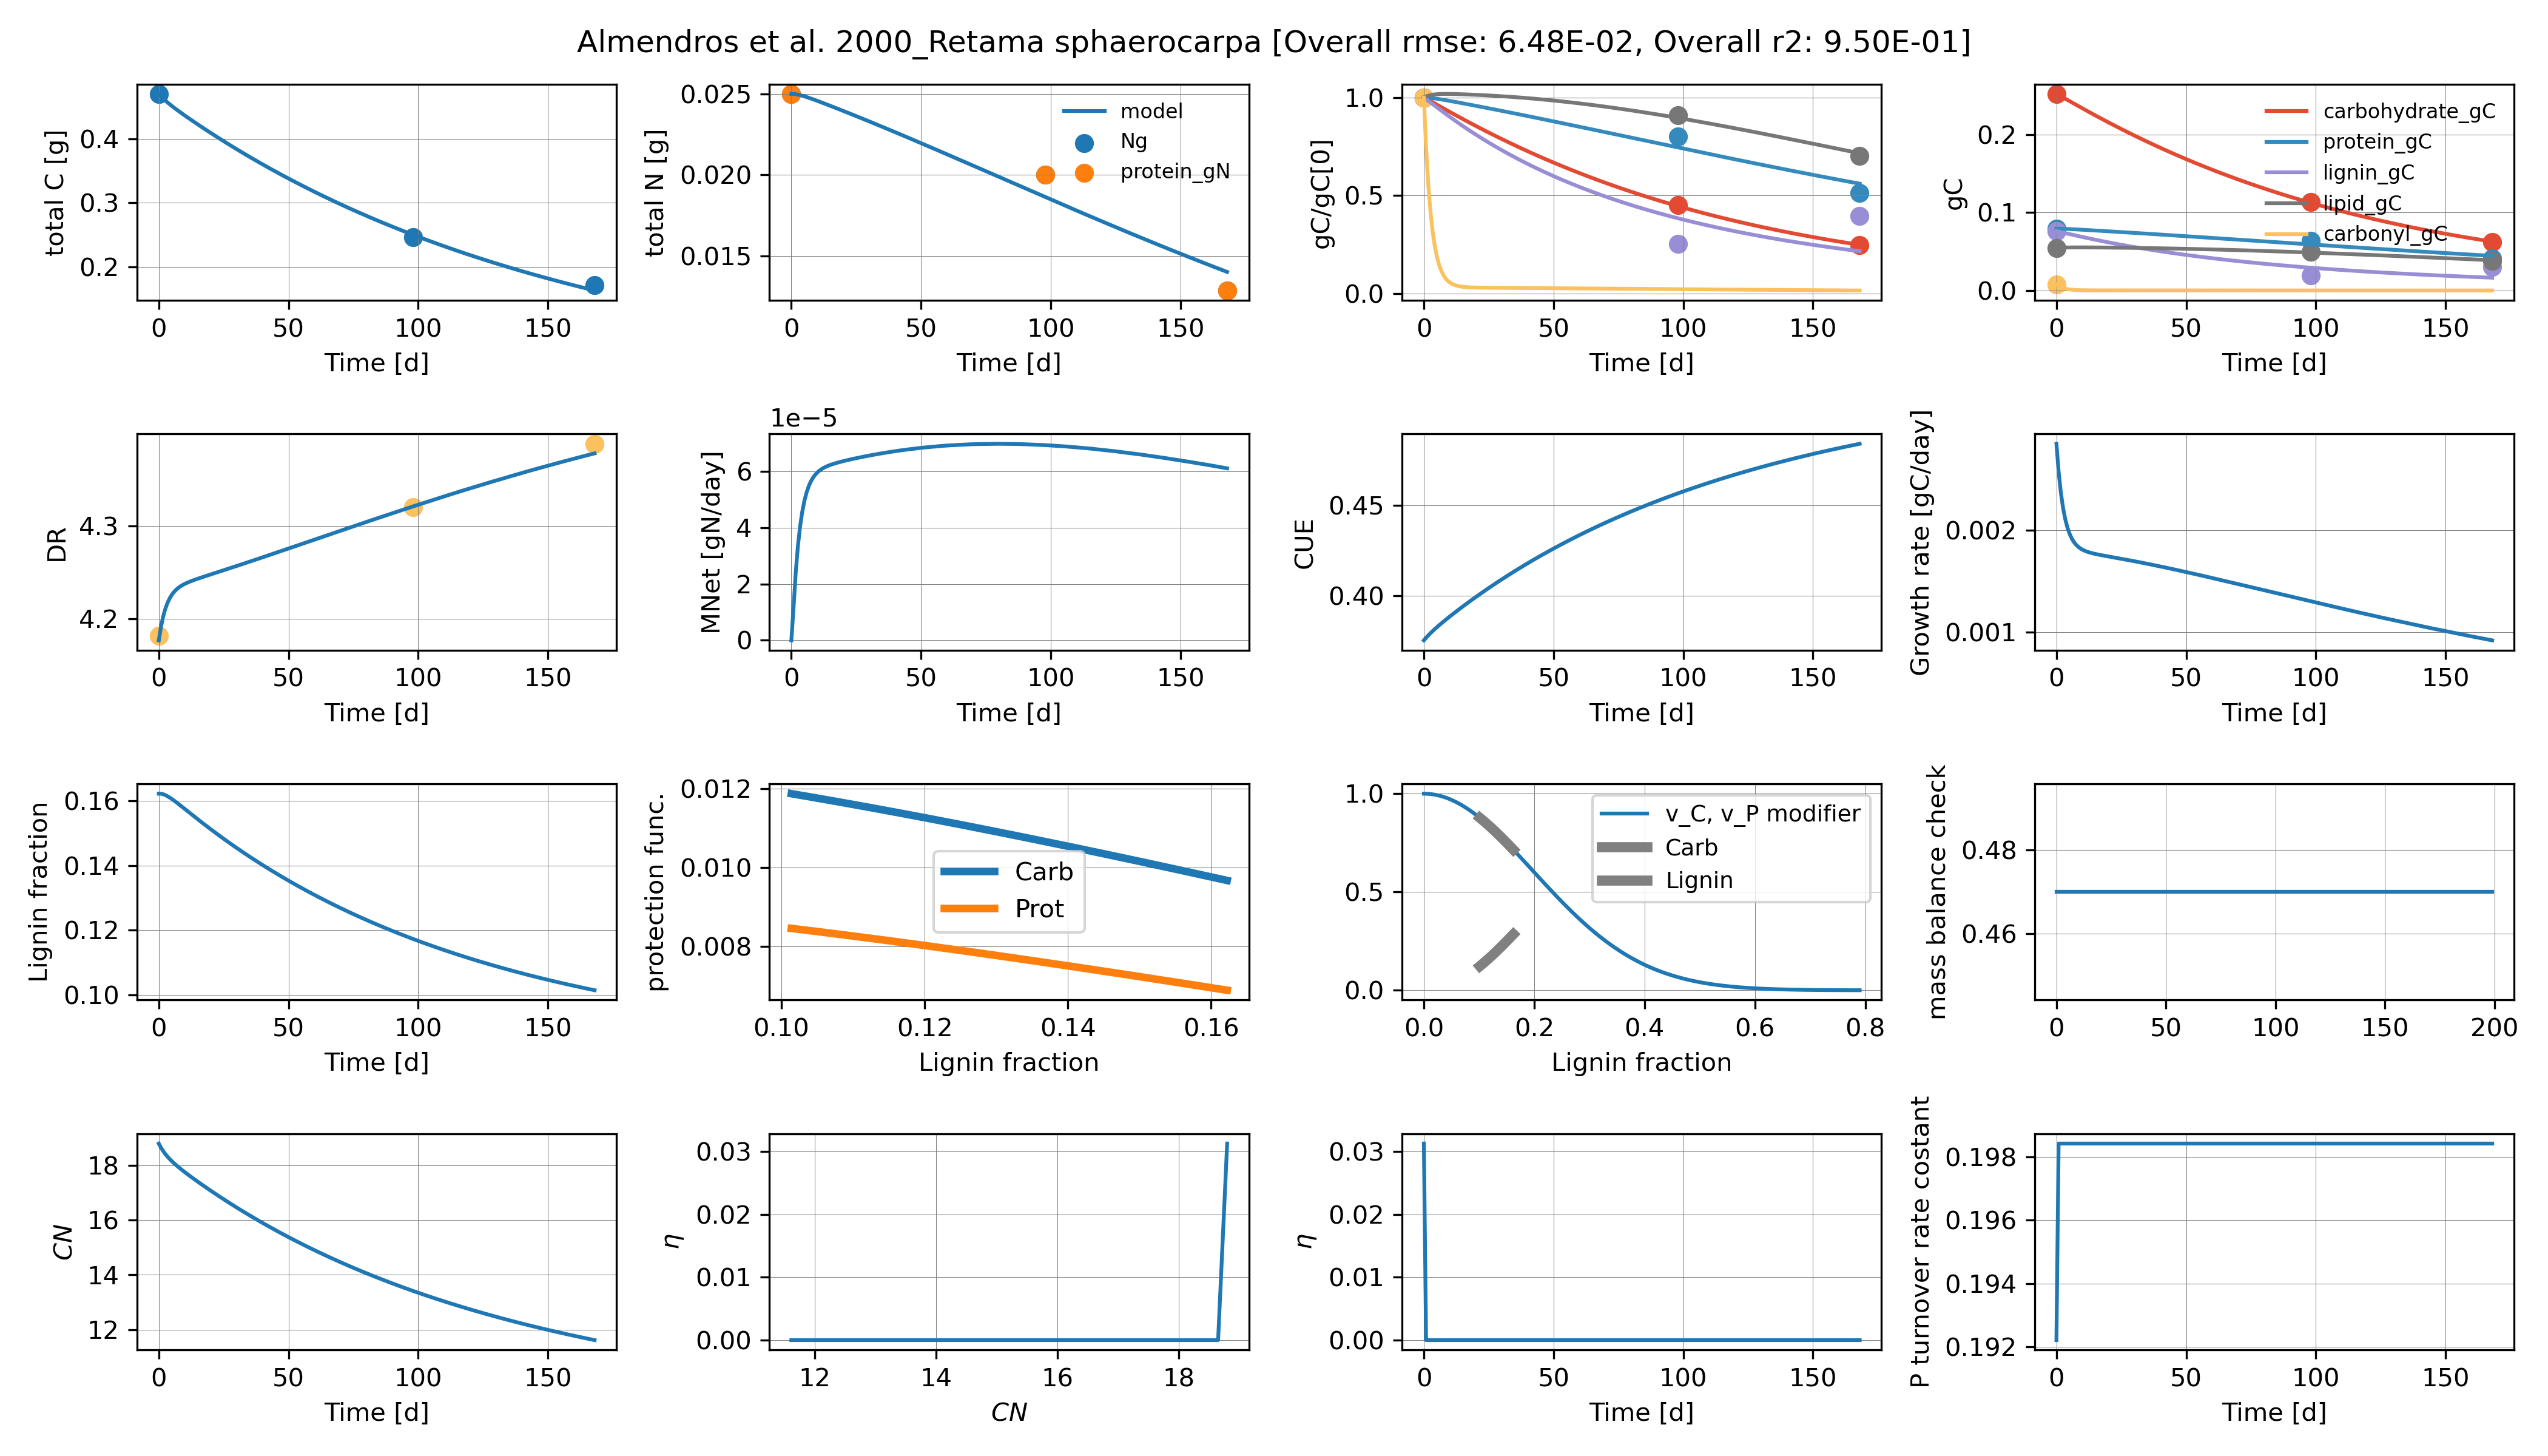 Almendros et al. 2000_Retama sphaerocarpa [Overall rmse: 6.48E-02, Overall r2: 9.50E-01]
total C [g]
0.4
0.3
0.2
0 50 100 150
Time [d]
total N [g]
0.025
0.020
0.015
model
Ng
protein_gN
0 50 100 150
Time [d]
gC/gC[0]
1.0
0.5
0.0
0 50 100 150
Time [d]
gC
0.2
0.1
0.0
carbohydrate_gC
protein_gC
lignin_gC
lipid_gC
carbonyl_gC
0 50 100 150
Time [d]
DR
4.3
4.2
0 50 100 150
Time [d]
1e−5
MNet [gN/day]
6
4
2
0
0 50 100 150
Time [d]
CUE
0.45
0.40
0 50 100 150
Time [d]
Growth rate [gC/day]
0.002
0.001
0 50 100 150
Time [d]
Lignin fraction
0.16
0.14
0.12
0.10
0 50 100 150
Time [d]
protection func.
0.012
0.010
0.008
Carb
Prot
0.10 0.12 0.14 0.16
Lignin fraction
1.0
0.5
0.0
v_C, v_P modifier
Carb
Lignin
0.0 0.2 0.4 0.6 0.8
Lignin fraction
mass balance check
0.48
0.46
0 50 100 150 200
CN
18
16
14
12
0 50 100 150
Time [d]
η
0.03
0.02
0.01
0.00
12 14 16 18
CN
η
0.03
0.02
0.01
0.00
0 50 100 150
Time [d]
P turnover rate costant
0.198
0.196
0.194
0.192
0 50 100 150
Time [d]